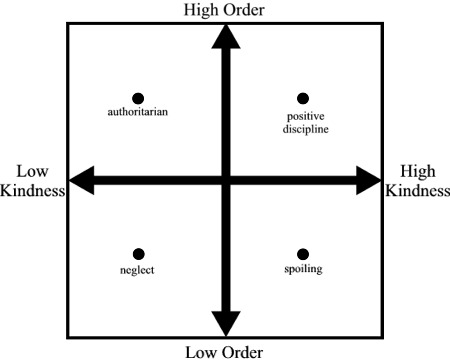 High Order
authoritarian
positive
discipline
Low
Kindness
High
Kindness
neglect
spoiling
Low Order